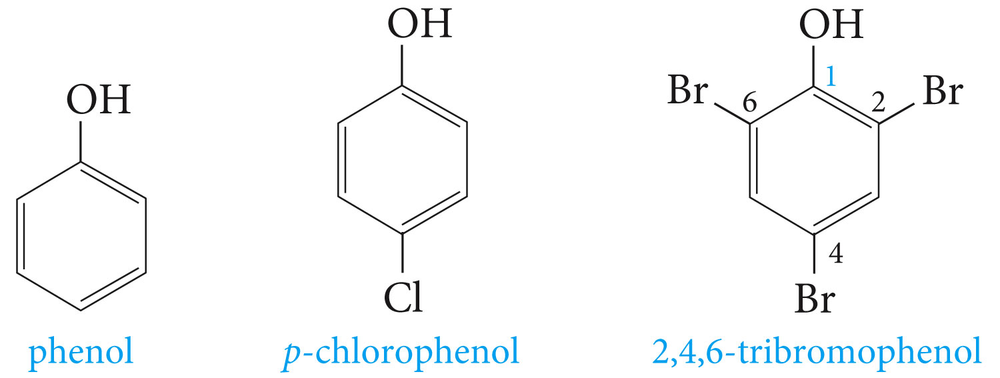 OH
phenol
OH
Cl
p-chlorophenol
OH
1
Br
6
2
Br
4
Br
2,4,6-tribromophenol